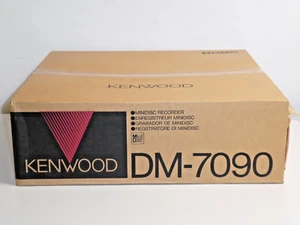 KENWOOD
KENWOOD
●MINIDISC RECORDER
●ENREGISTREUR MINIDISC
●GRABADOR DE MINIDISC
●REGISTRATORE DI MINIDISC
DM-7090